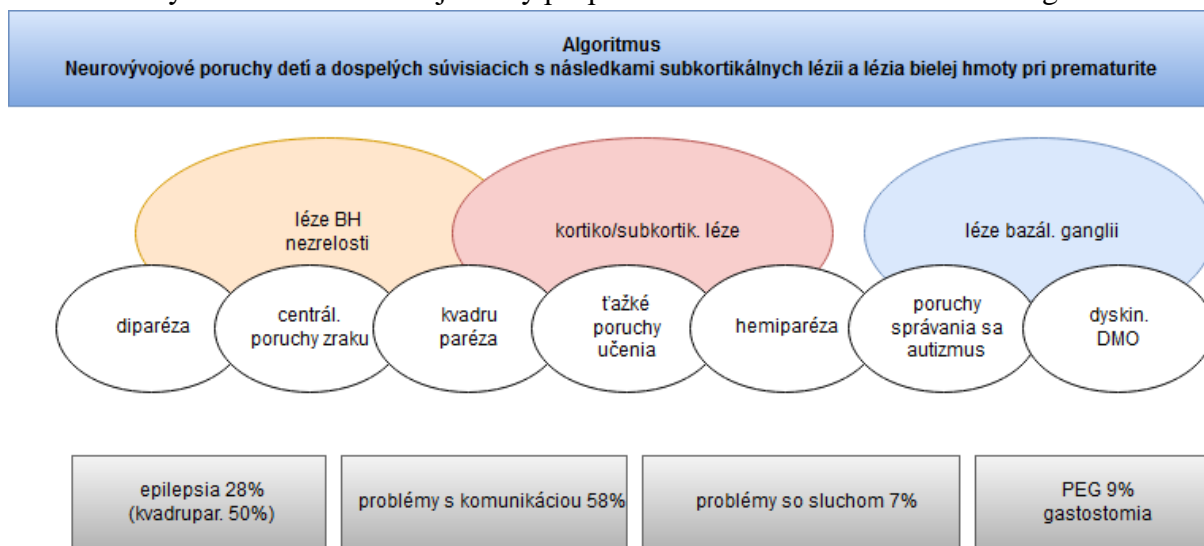 Algoritmus
Neurovývojové poruchy detí a dospelých súvisiacich s následkami subkortikálnych lézii a lézia bielej hmoty pri prematurite
léze BH
nezrelosti
kortiko/subkortik. léze
léze bazál. ganglii
diparéza
centrál.
poruchy zraku
kvadru
paréza
ťažké
poruchy
učenia
hemiparéza
poruchy
správania sa
autizmus
dyskin.
DMO
epilepsia 28%
(kvadrupar. 50%)
problémy s komunikáciou 58%
problémy so sluchom 7%
PEG 9%
gastostomia